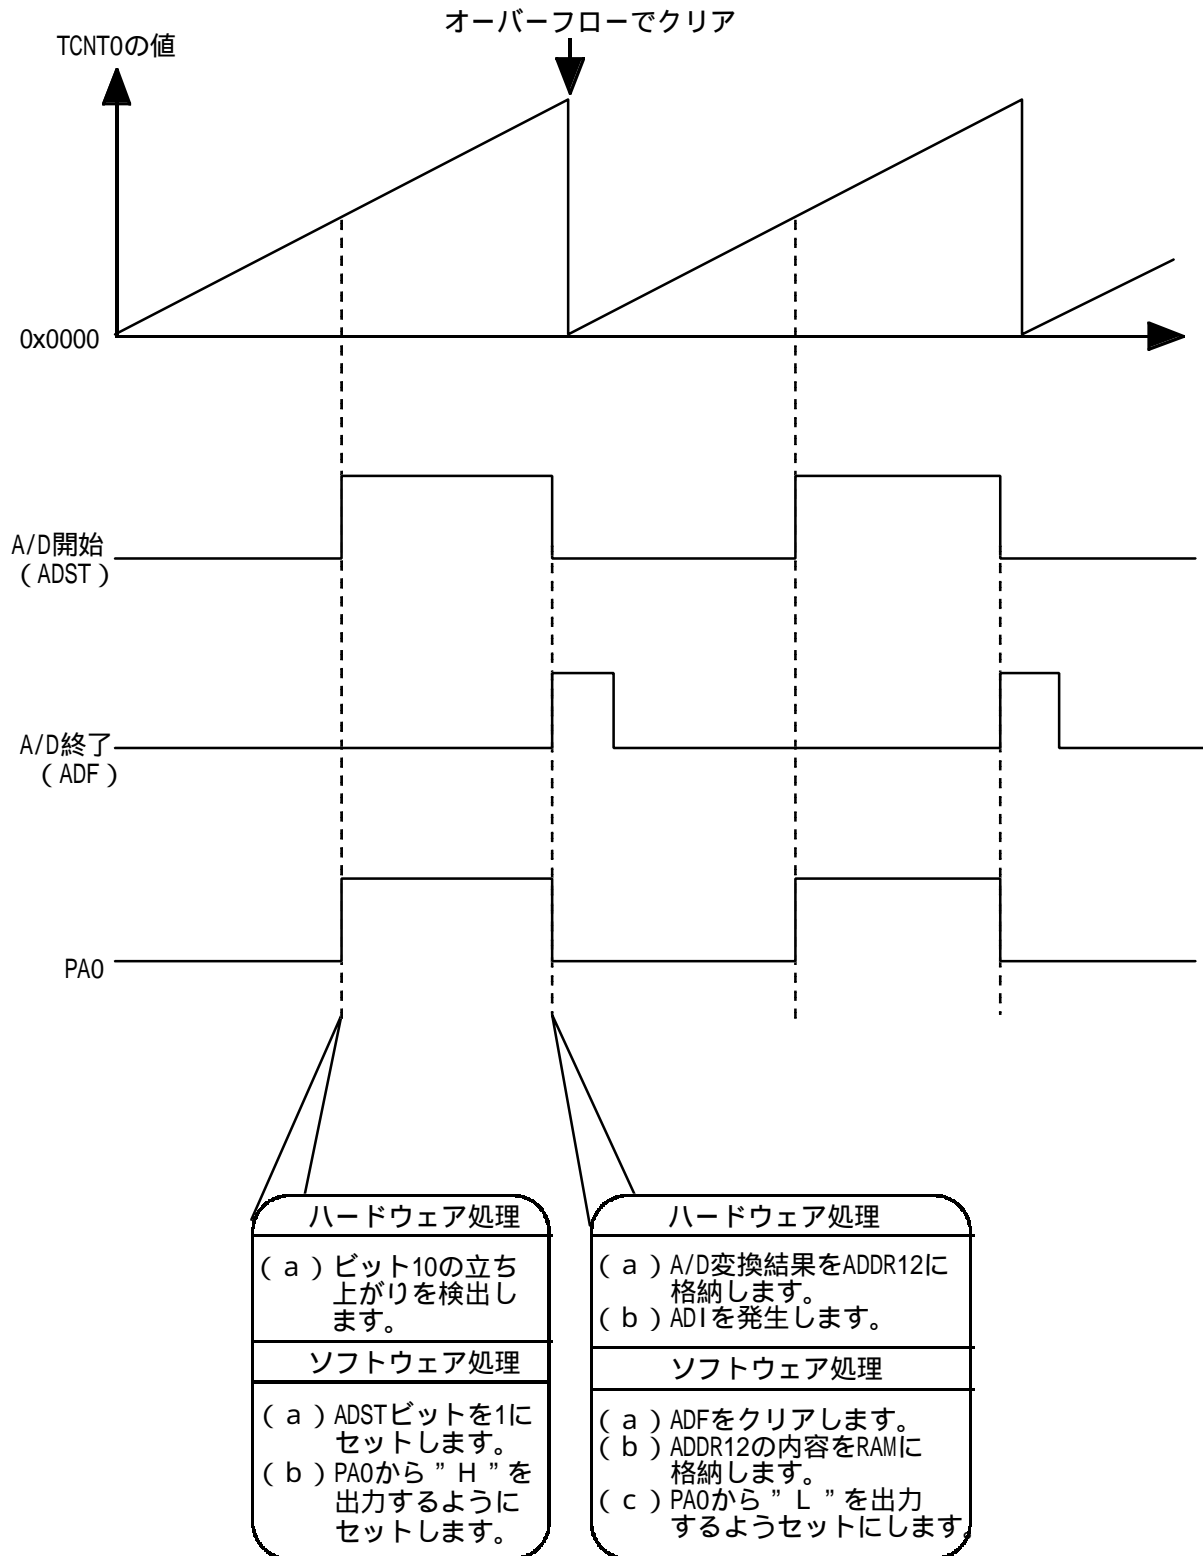 オーバーフローでクリア
TCNT0の値
0x0000
A/D開始
（ADST）
A/D終了
（ADF）
PA0
ハードウェア処理
（a）ビット10の立ち
上がりを検出し
ます。
ソフトウェア処理
（a）ADSTビットを1に
セットします。
（b）PA0から”H”を
出力するように
セットします。
ハードウェア処理
（a）A/D変換結果をADDR12に
格納します。
（b）ADIを発生します。
ソフトウェア処理
（a）ADFをクリアします。
（b）ADDR12の内容をRAMに
格納します。
（c）PA0から”L”を出力
するようセットにします。